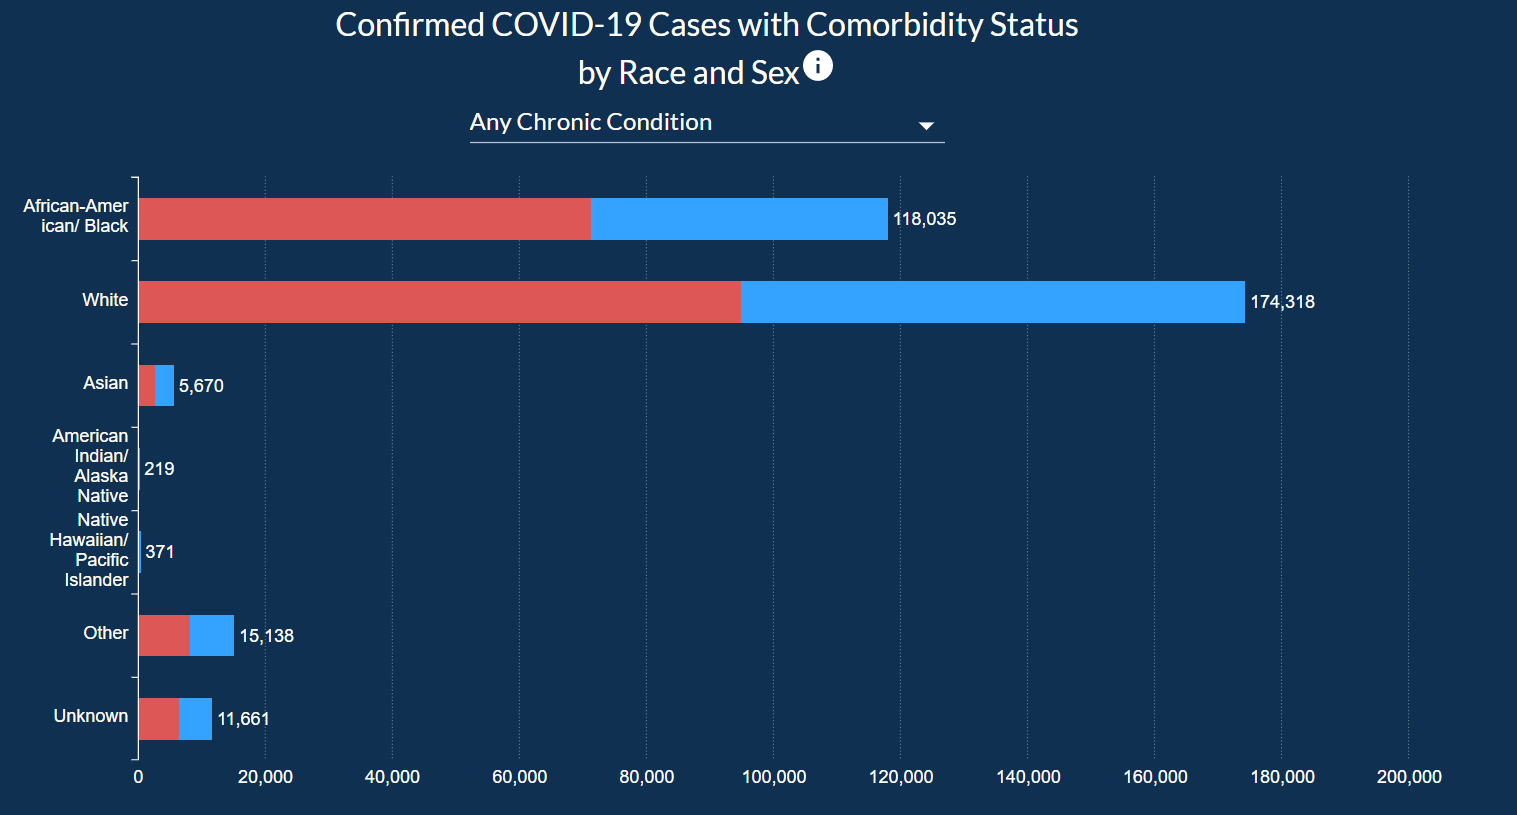 Confirmed COVID-19 Cases with Comorbidity Status
by Race and Sex i
Any Chronic Condition
African-Amer
ican/ Black
118,035
White
174,318
Asian
5,670
American
Indian/
Alaska
Native
219
Native
Hawaiian/
Pacific
Islander
371
Other
15,138
Unknown
11,661
0 20,000 40,000 60,000 80,000 100,000 120,000 140,000 160,000 180,000 200,000